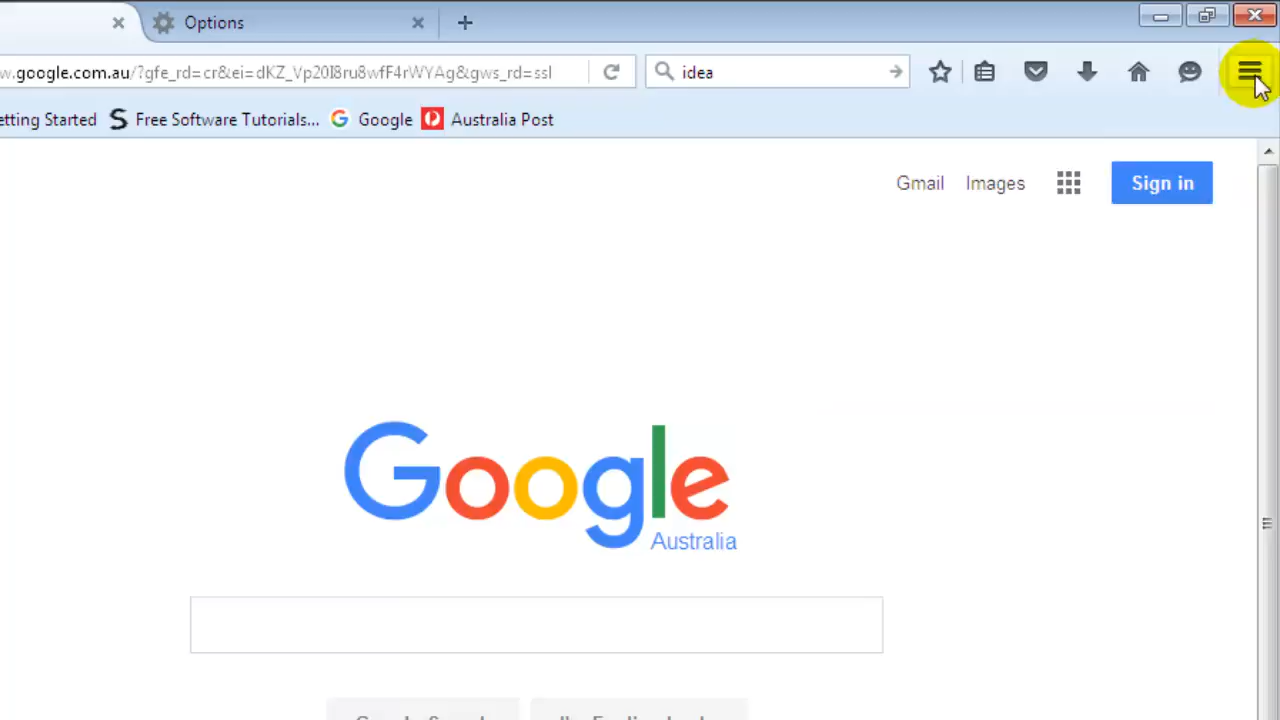 Options
w.google.com.au/?gfe_rd=cr&ei=dKZ_Vp20I8ru8wfF4rWYAg&gws_rd=ssl
idea
etting Started Free Software Tutorials... Google Australia Post
Gmail Images Sign in
Google
Australia